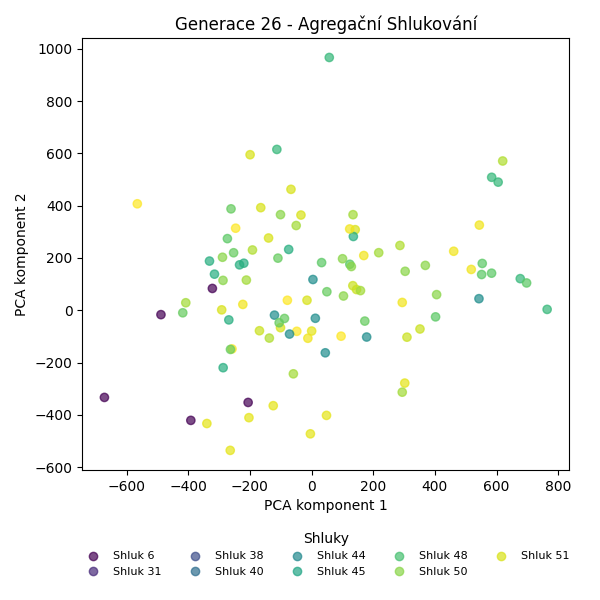 Generace 26 - Agregační Shlukování
1000
800
600
400
200
0
−200
−400
−600
PCA komponent 2
−600 −400 −200 0 200 400 600
PCA komponent 1
Shluky
Shluk 6 Shluk 38 Shluk 44 Shluk 48 Shluk 51
Shluk 31 Shluk 40 Shluk 45 Shluk 50